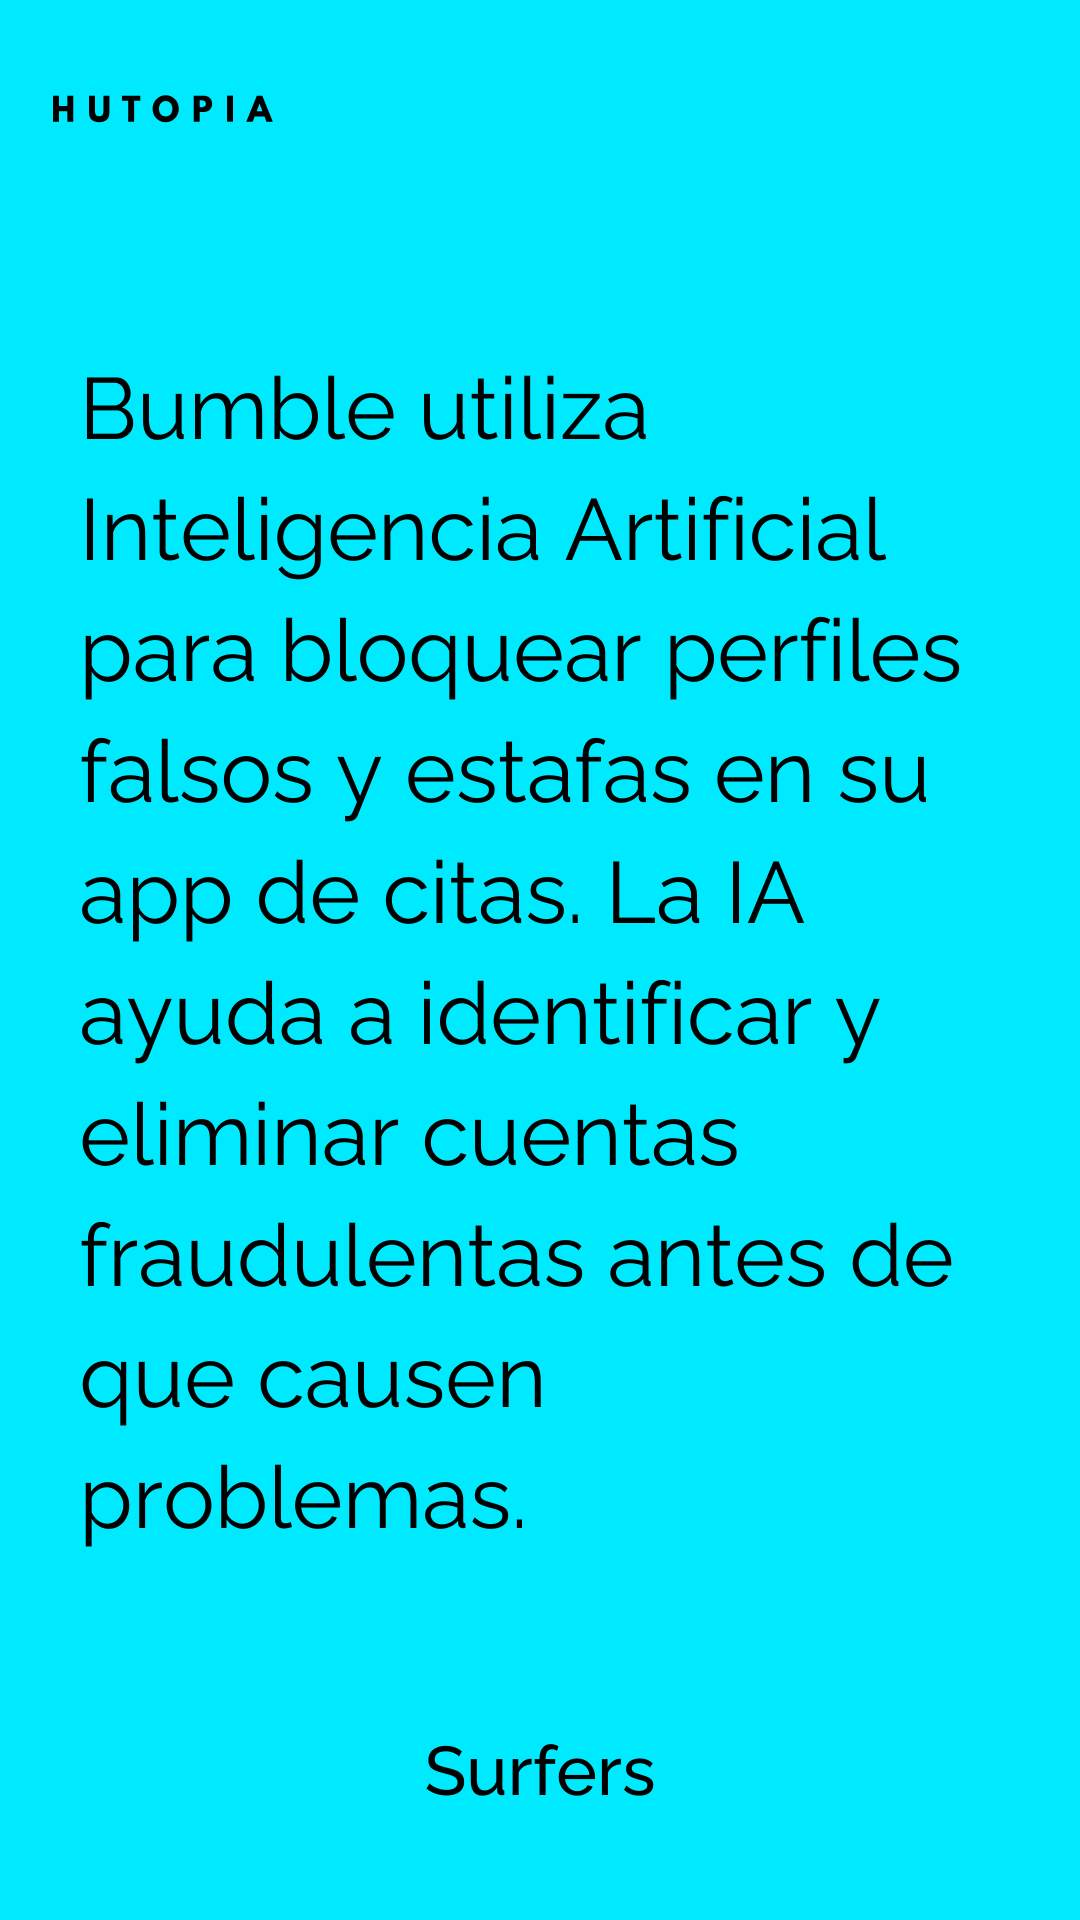 HUTOPIA
Bumble utiliza
Inteligencia Artificial
para bloquear perfiles
falsos y estafas en su
app de citas. La IA
ayuda a identificar y
eliminar cuentas
fraudulentas antes de
que causen
problemas.
Surfers